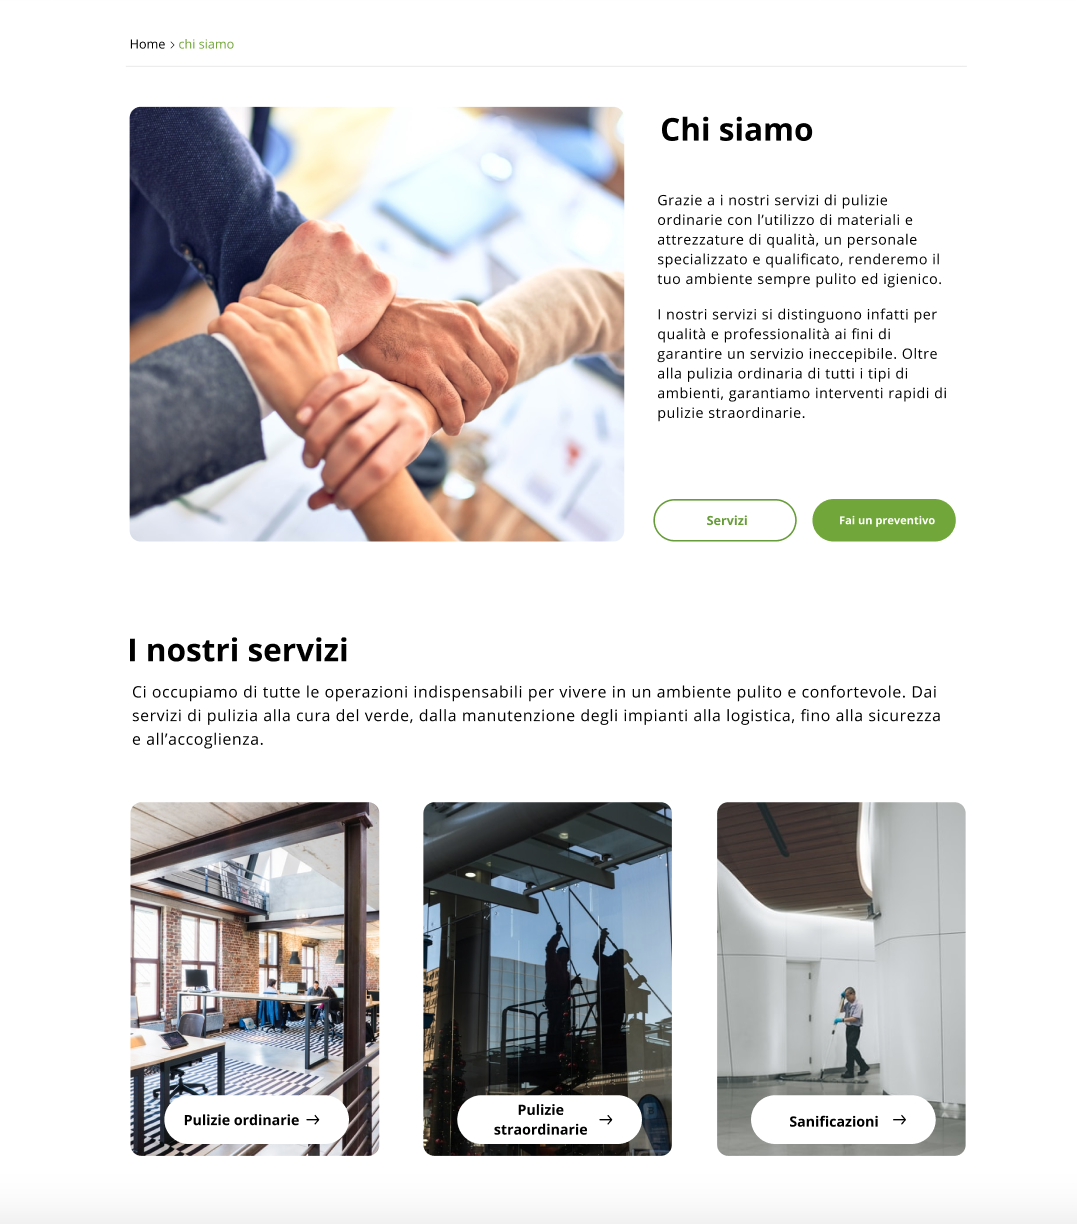 Home > chi siamo
Chi siamo
Grazie a i nostri servizi di pulizie
ordinarie con l’utilizzo di materiali e
attrezzature di qualità, un personale
specializzato e qualificato, renderemo il
tuo ambiente sempre pulito ed igienico.
I nostri servizi si distinguono infatti per
qualità e professionalità ai fini di
garantire un servizio ineccepibile. Oltre
alla pulizia ordinaria di tutti i tipi di
ambienti, garantiamo interventi rapidi di
pulizie straordinarie.
Servizi
Fai un preventivo
I nostri servizi
Ci occupiamo di tutte le operazioni indispensabili per vivere in un ambiente pulito e confortevole. Dai
servizi di pulizia alla cura del verde, dalla manutenzione degli impianti alla logistica, fino alla sicurezza
e all’accoglienza.
Pulizie ordinarie →
Pulizie
straordinarie →
Sanificazioni →